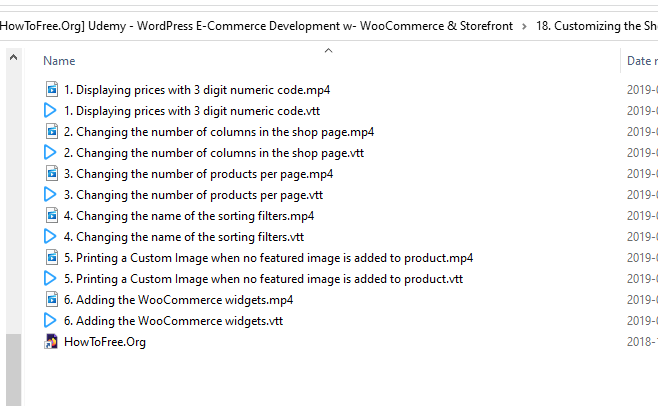 HowToFree.Org] Udemy - WordPress E-Commerce Development w- WooCommerce & Storefront > 18. Customizing the Sh
Name Date r
1. Displaying prices with 3 digit numeric code.mp4 2019-0
1. Displaying prices with 3 digit numeric code.vtt 2019-0
2. Changing the number of columns in the shop page.mp4 2019-0
2. Changing the number of columns in the shop page.vtt 2019-0
3. Changing the number of products per page.mp4 2019-0
3. Changing the number of products per page.vtt 2019-0
4. Changing the name of the sorting filters.mp4 2019-0
4. Changing the name of the sorting filters.vtt 2019-0
5. Printing a Custom Image when no featured image is added to product.mp4 2019-0
5. Printing a Custom Image when no featured image is added to product.vtt 2019-0
6. Adding the WooCommerce widgets.mp4 2019-0
6. Adding the WooCommerce widgets.vtt 2019-0
HowToFree.Org 2018-1